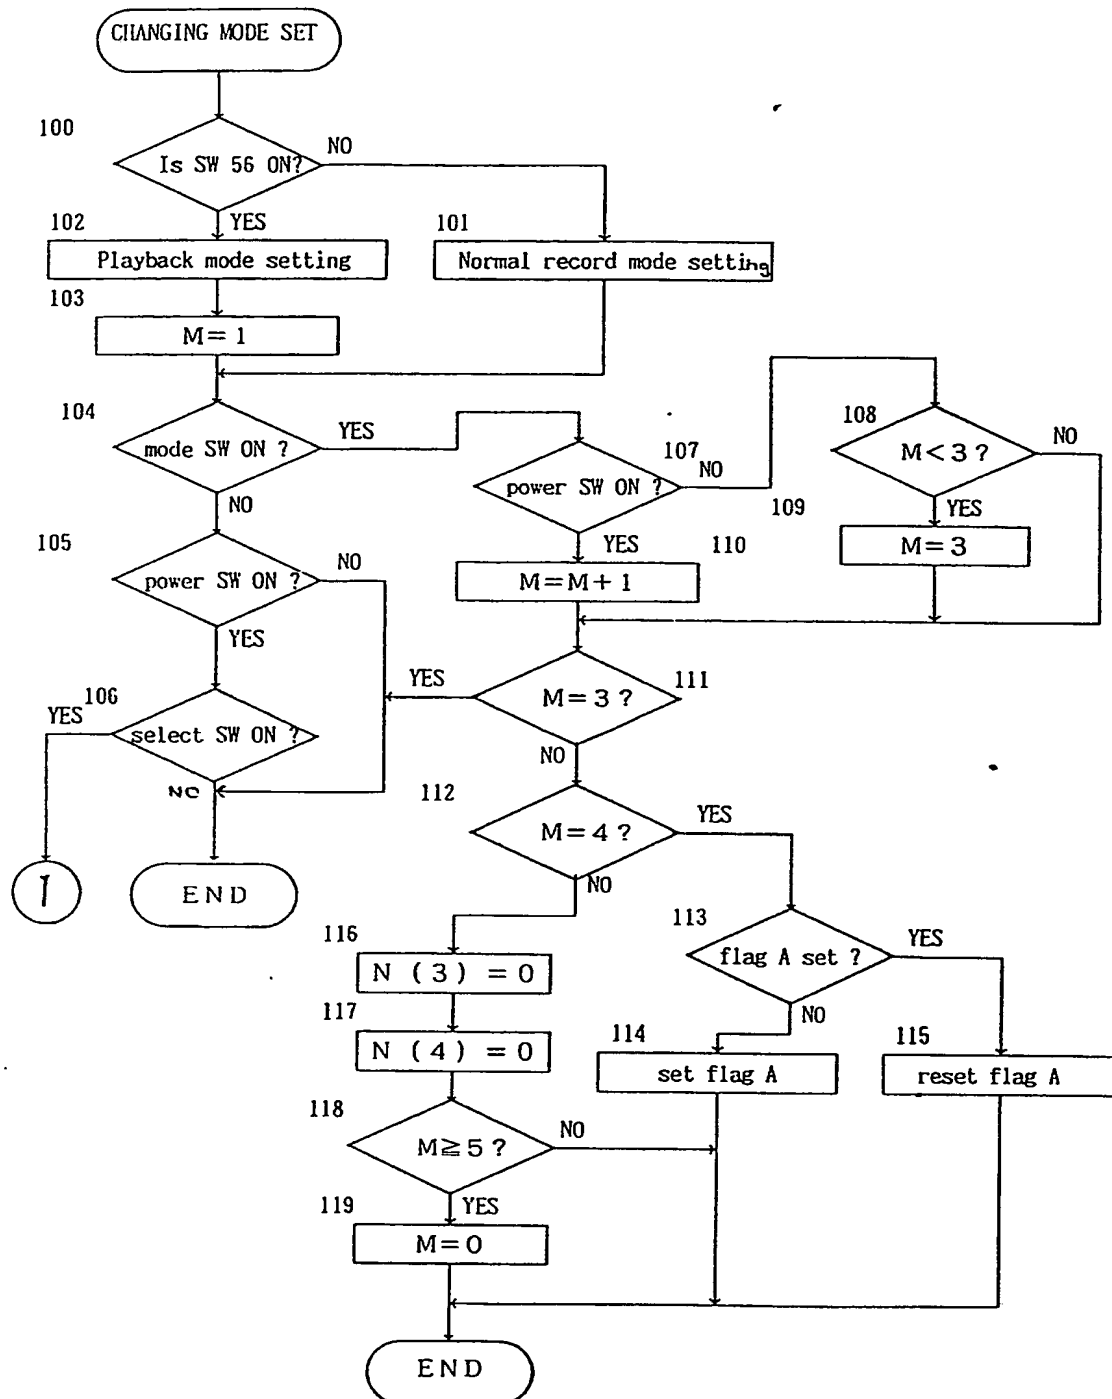 CHANGING MODE SET
100
Is SW 56 ON?
NO
YES
102
Playback mode setting
101
Normal record mode setting
103
M=1
104
mode SW ON ?
YES
NO
107
power SW ON ?
NO
YES
108
M<3 ?
NO
YES
109
M=3
110
M=M+1
105
power SW ON ?
NO
YES
106
select SW ON ?
YES
NO
1
END
111
M=3 ?
YES
NO
112
M=4 ?
YES
NO
113
flag A set ?
YES
NO
114
set flag A
115
reset flag A
116
N (3) =0
117
N (4) =0
118
M≧5 ?
NO
YES
119
M=0
END